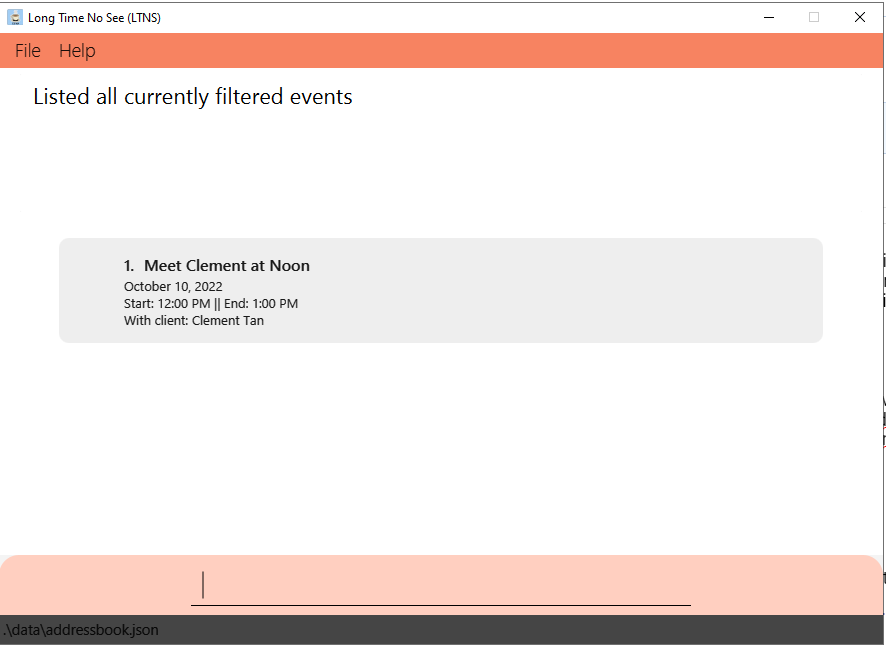 Long Time No See (LTNS)
File Help
Listed all currently filtered events
1. Meet Clement at Noon
October 10, 2022
Start: 12:00 PM || End: 1:00 PM
With client: Clement Tan
.\data\addressbook.json